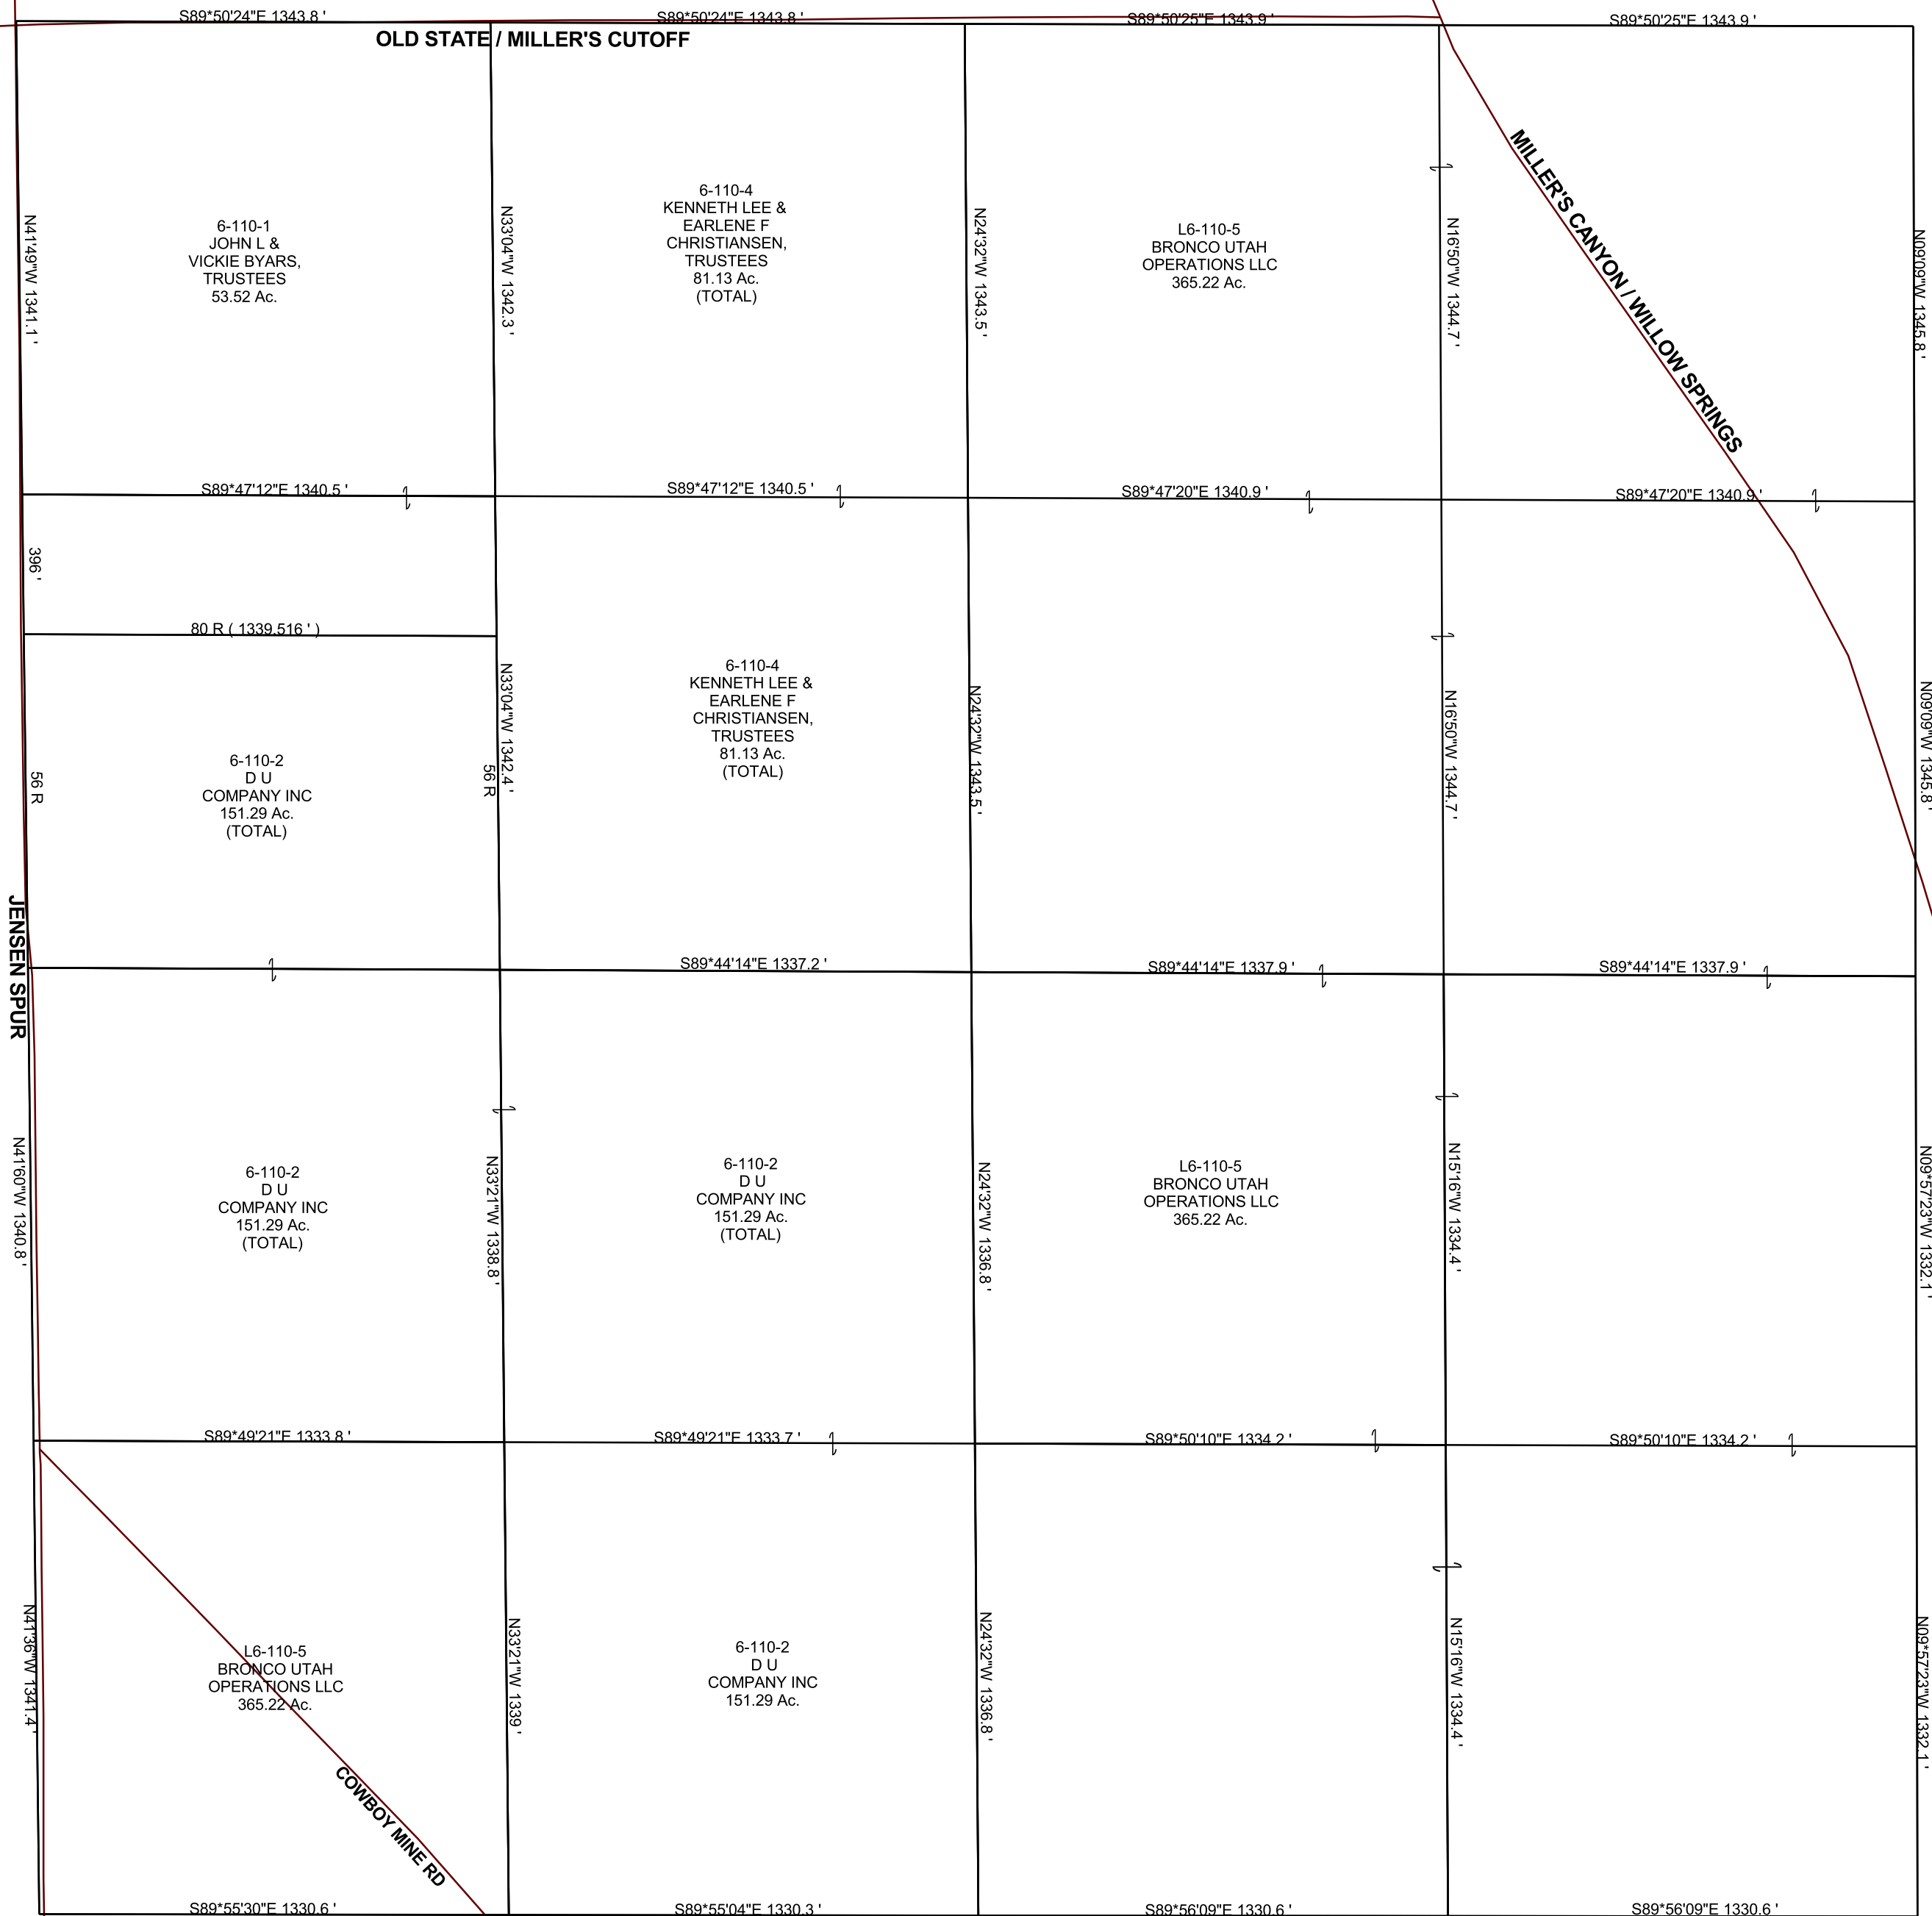 S89*50'24"E 1343.8 '
S89*50'24"E 1343.8 '
S89*50'25"E 1343.9 '
S89*50'25"E 1343.9 '
OLD STATE / MILLER'S CUTOFF
MILLER'S CANYON / WILLOW SPRINGS
N41'49"W 1341.1 '
6-110-1
JOHN L &
VICKIE BYARS,
TRUSTEES
53.52 Ac.
N33'04"W 1342.3 '
6-110-4
KENNETH LEE &
EARLENE F
CHRISTIANSEN,
TRUSTEES
81.13 Ac.
(TOTAL)
N24'32"W 1343.5 '
L6-110-5
BRONCO UTAH
OPERATIONS LLC
365.22 Ac.
N16'50"W 1344.7 '
N09'09"W 1345.8 '
S89*47'12"E 1340.5 '
S89*47'12"E 1340.5 '
S89*47'20"E 1340.9 '
S89*47'20"E 1340.9 '
396 '
80 R ( 1339.516 ' )
56 R
6-110-2
D U
COMPANY INC
151.29 Ac.
(TOTAL)
56 R
N33'04"W 1342.4 '
6-110-4
KENNETH LEE &
EARLENE F
CHRISTIANSEN,
TRUSTEES
81.13 Ac.
(TOTAL)
N24'32"W 1343.5 '
N16'50"W 1344.7 '
N09'09"W 1345.8 '
JENSEN SPUR
S89*44'14"E 1337.2 '
S89*44'14"E 1337.9 '
S89*44'14"E 1337.9 '
N41'60"W 1340.8 '
6-110-2
D U
COMPANY INC
151.29 Ac.
(TOTAL)
N33'21"W 1338.8 '
6-110-2
D U
COMPANY INC
151.29 Ac.
(TOTAL)
N24'32"W 1336.8 '
L6-110-5
BRONCO UTAH
OPERATIONS LLC
365.22 Ac.
N15'16"W 1334.4 '
N09*57'23"W 1332.1 '
S89*49'21"E 1333.8 '
S89*49'21"E 1333.7 '
S89*50'10"E 1334.2 '
S89*50'10"E 1334.2 '
N41'36"W 1341.4 '
L6-110-5
BRONCO UTAH
OPERATIONS LLC
365.22 Ac.
COWBOY MINE RD
N33'21"W 1339 '
6-110-2
D U
COMPANY INC
151.29 Ac.
N24'32"W 1336.8 '
N15'16"W 1334.4 '
N09*57'23"W 1332.1 '
S89*55'30"E 1330.6 '
S89*55'04"E 1330.3 '
S89*56'09"E 1330.6 '
S89*56'09"E 1330.6 '